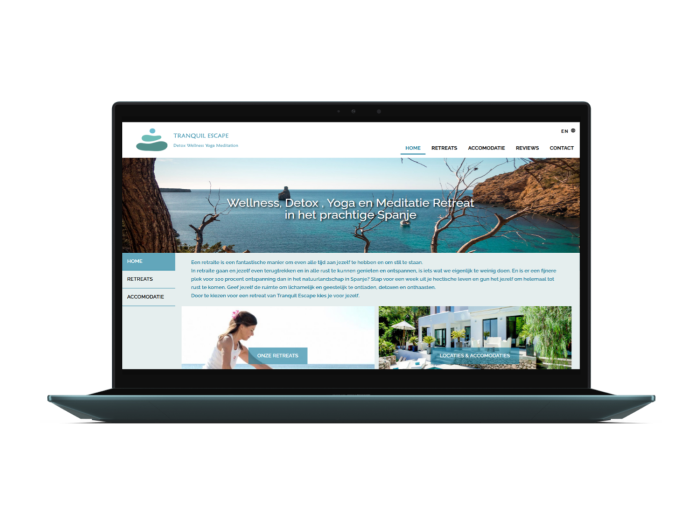 TRANQUIL ESCAPE
Detox Wellness Yoga Meditation
EN
HOME RETREATS ACCOMODATIE REVIEWS CONTACT
Wellness, Detox , Yoga en Meditatie Retreat
in het prachtige Spanje
HOME
RETREATS
ACCOMODATIE
Een retraite is een fantastische manier om even alle tijd aan jezelf te hebben en om stil te staan.
In retraite gaan en jezelf even terugtrekken en in alle rust te kunnen genieten en ontspannen, is iets wat we eigenlijk te weinig doen. En is er een fijnere
plek voor 100 procent ontspanning dan in het natuurlandschap in Spanje? Stap voor een week uit je hectische leven en gun het jezelf om helemaal tot
rust te komen. Geef jezelf de ruimte om lichamelijk en geestelijk te ontladen, detoxen en onthaasten.
Door te kiezen voor een retreat van Tranquil Escape kies je voor jezelf.
ONZE RETREATS
LOCATIES & ACCOMODATIES